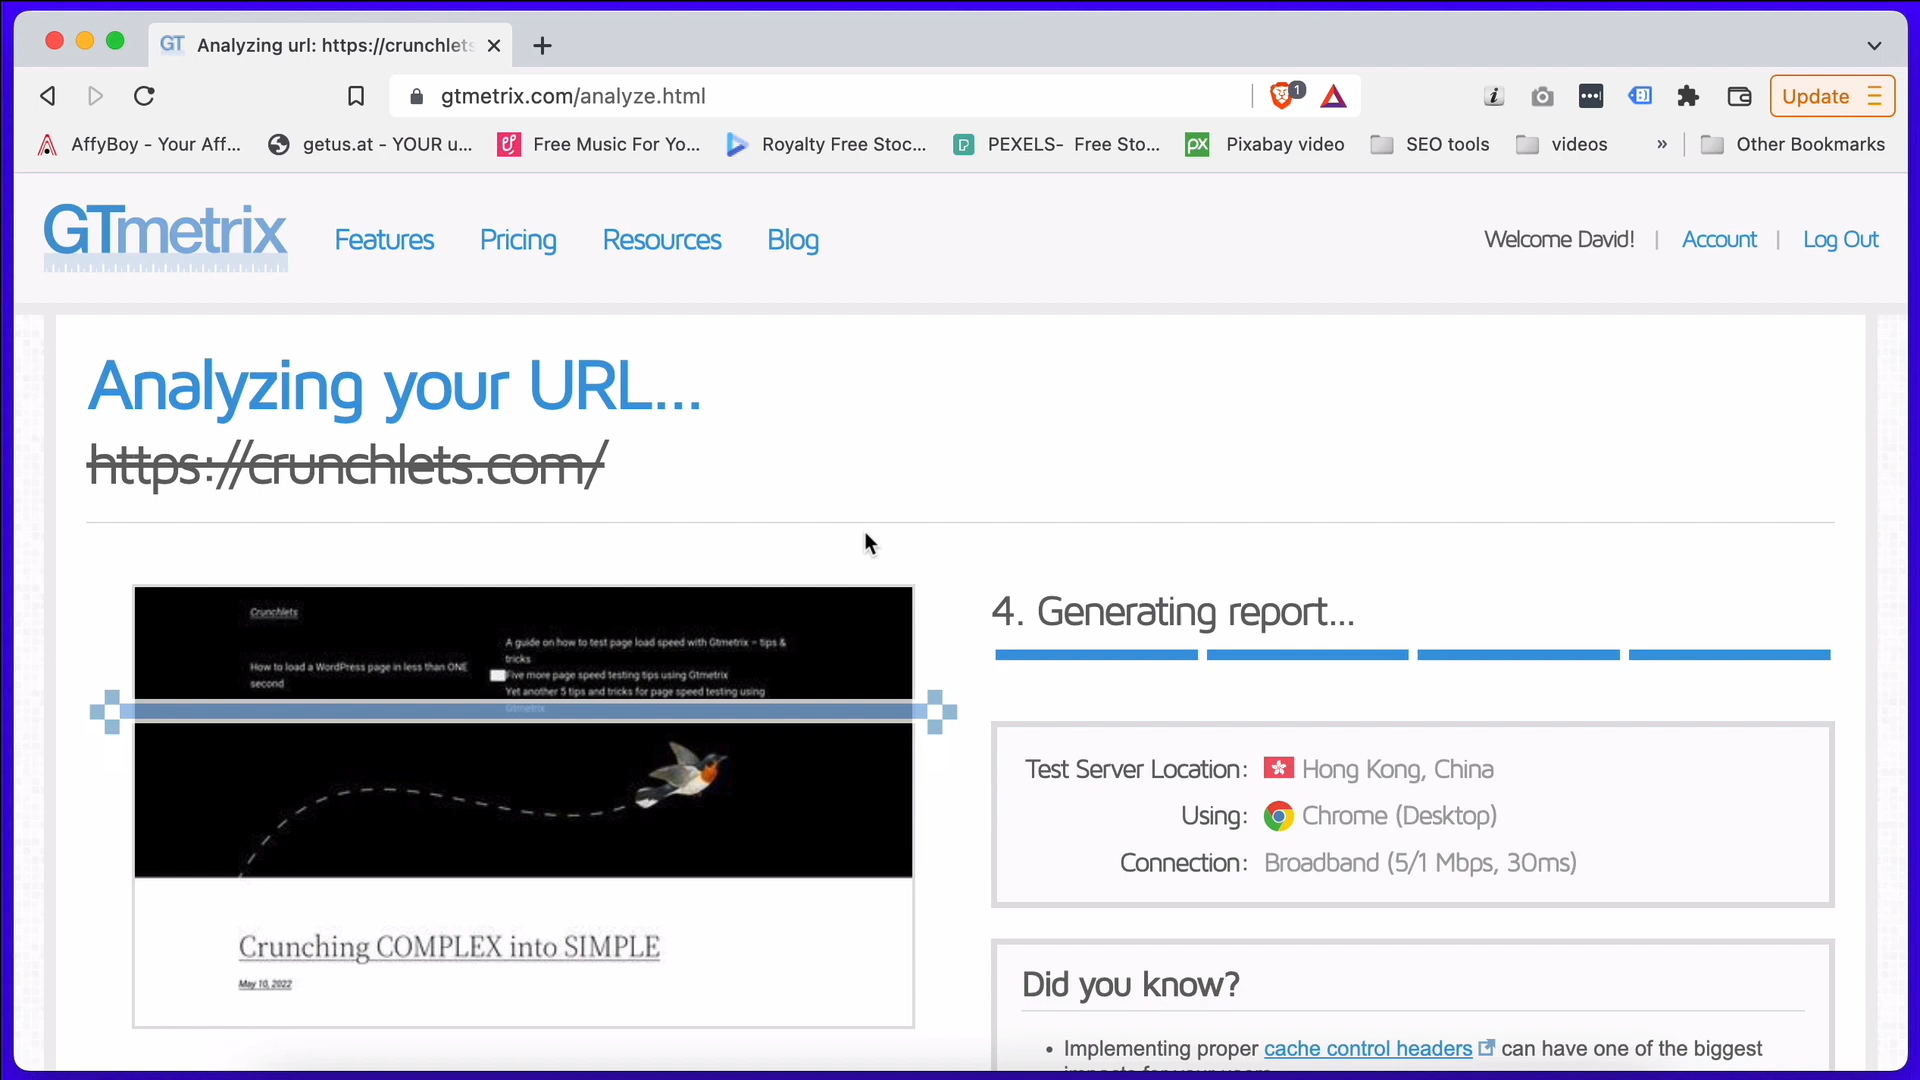 GT Analyzing url: https://crunchlets
gtmetrix.com/analyze.html
1
Update
AffyBoy - Your Aff...
getus.at - YOUR u...
Free Music For Yo...
Royalty Free Stoc...
PEXELS- Free Sto...
Pixabay video
SEO tools
videos
»
Other Bookmarks
GTmetrix
Features
Pricing
Resources
Blog
Welcome David!
|
Account
|
Log Out
Analyzing your URL...
https://crunchlets.com/
Crunchlets
How to load a WordPress page in less than ONE
second
A guide on how to test page load speed with Gtmetrix – tips &
tricks
Five more page speed testing tips using Gtmetrix
Yet another 5 tips and tricks for page speed testing using
Gtmetrix
Crunching COMPLEX into SIMPLE
May 10, 2022
4. Generating report...
Test Server Location: Hong Kong, China
Using: Chrome (Desktop)
Connection: Broadband (5/1 Mbps, 30ms)
Did you know?
• Implementing proper cache control headers can have one of the biggest